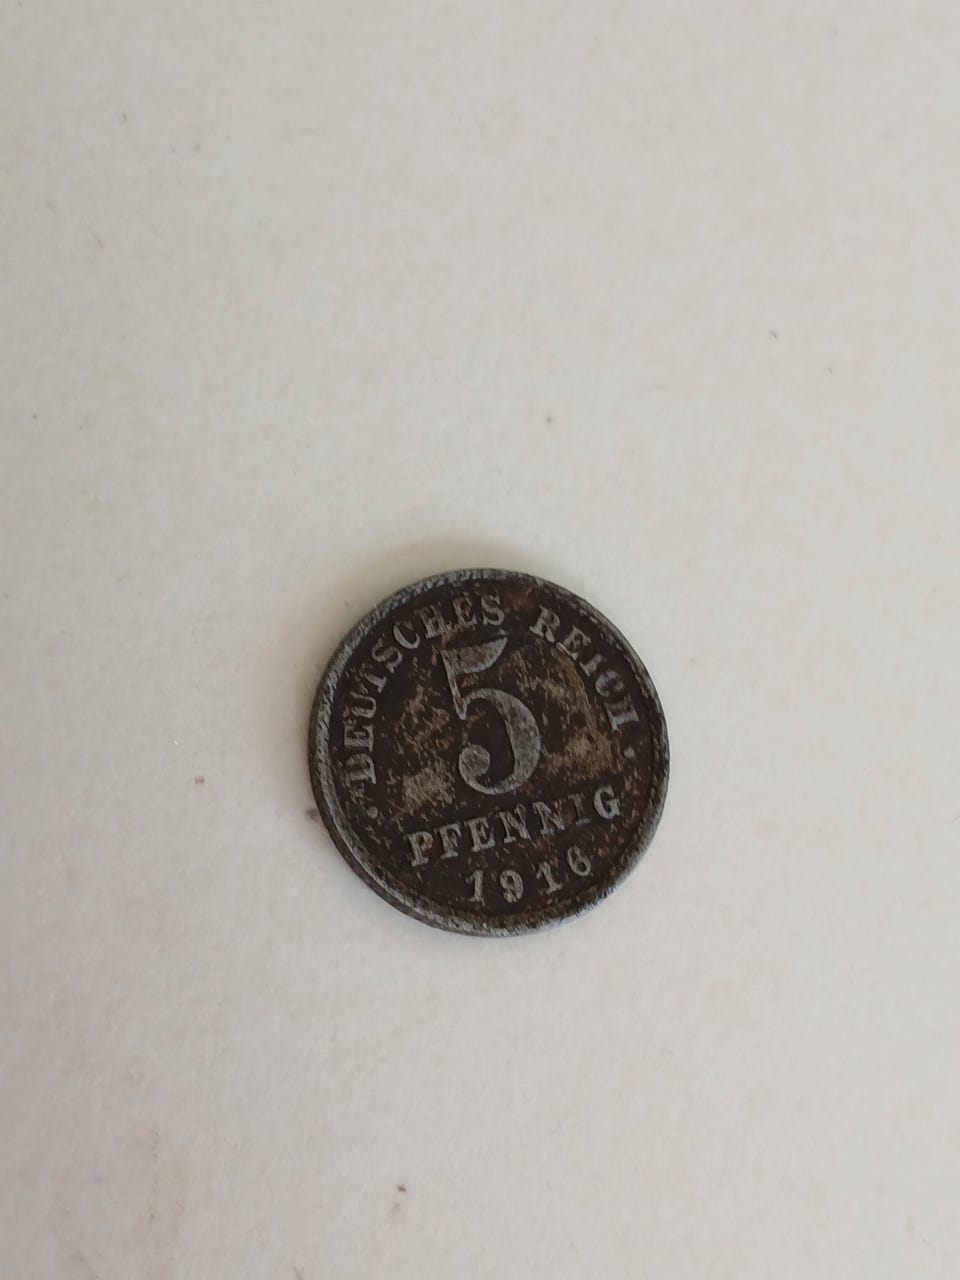 • DEUTSCHES REICH •
5
PFENNIG
1916